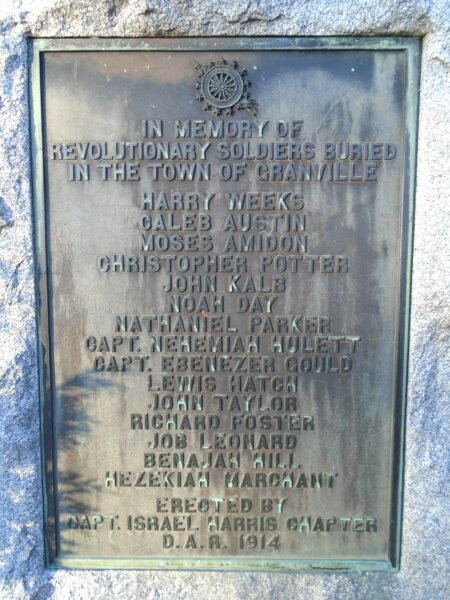 IN MEMORY OF
REVOLUTIONARY SOLDIERS BURIED
IN THE TOWN OF GRANVILLE
HARRY WEEKS
CALEB AUSTIN
MOSES AMIDON
CHRISTOPHER POTTER
JOHN KALB
NOAH DAY
NATHANIEL PARKER
CAPT. NEHEMIAH HULETT
CAPT. EBENEZER GOULD
LEWIS HATCH
JOHN TAYLOR
RICHARD FOSTER
JOB LEONARD
BENAJAH HILL
HEZEKIAH MARCHANT
ERECTED BY
CAPT. ISRAEL HARRIS CHAPTER
D. A. R. 1914